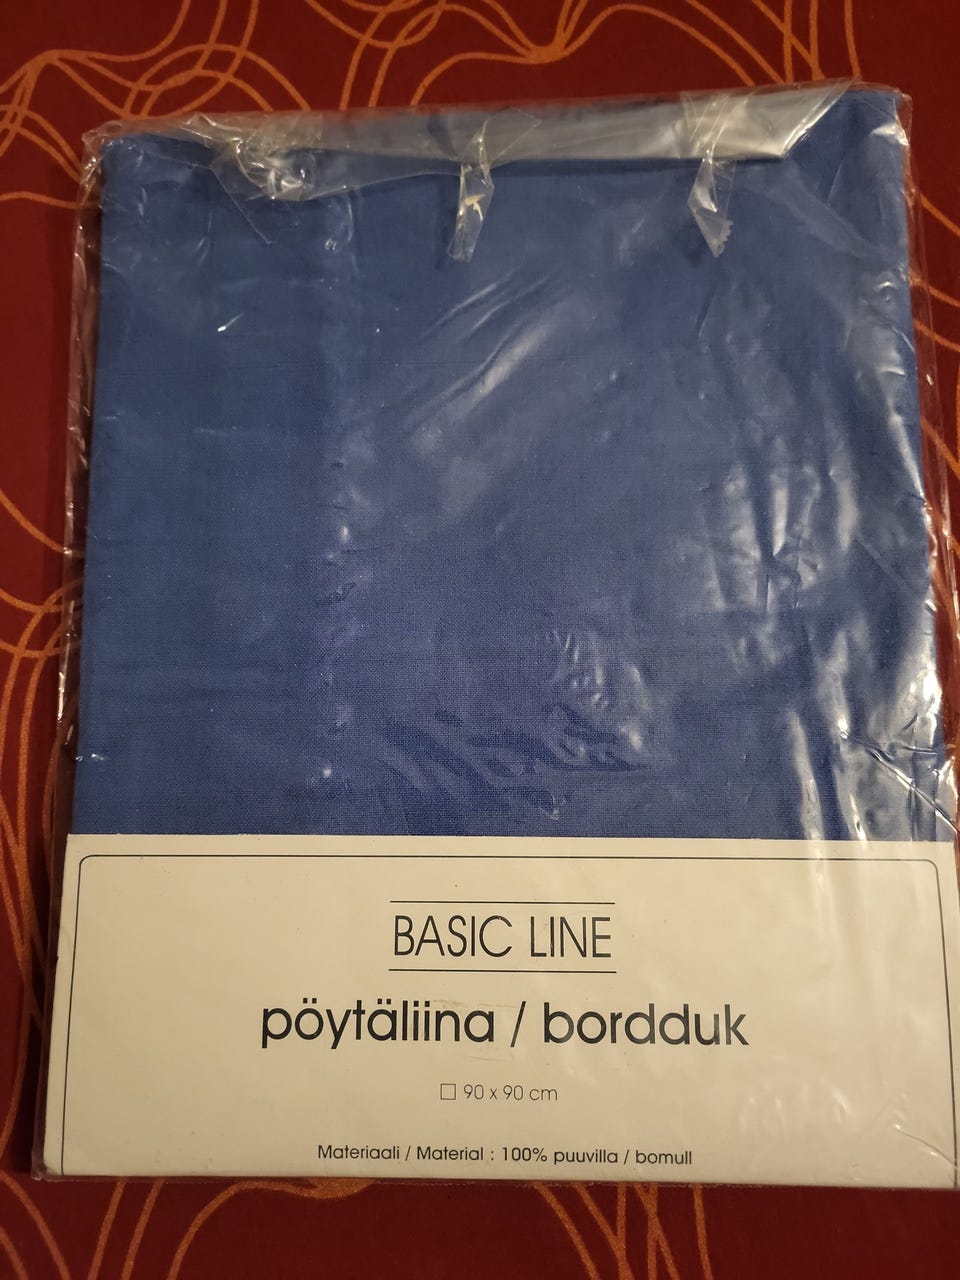 BASIC LINE
pöytäliina / bordduk
□ 90 x 90 cm
Materiaali / Material : 100% puuvilla / bomull